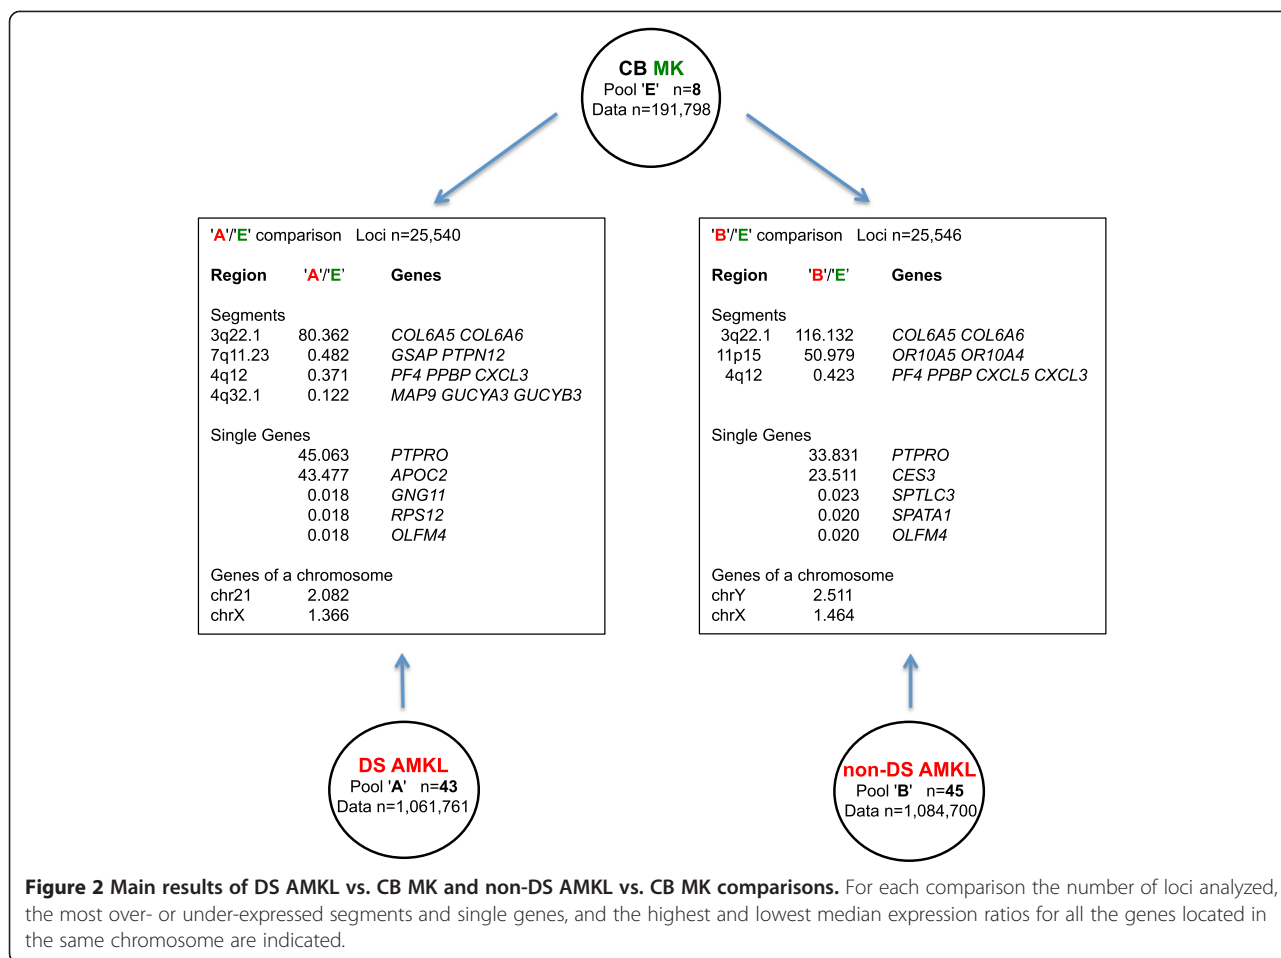 CB MK
Pool 'E' n=8
Data n=191,798
'A'/'E' comparison Loci n=25,540
Region 'A'/'E' Genes
Segments
3q22.1 80.362 COL6A5 COL6A6
7q11.23 0.482 GSAP PTPN12
4q12 0.371 PF4 PPBP CXCL3
4q32.1 0.122 MAP9 GUCYA3 GUCYB3
Single Genes
45.063 PTPRO
43.477 APOC2
0.018 GNG11
0.018 RPS12
0.018 OLFM4
Genes of a chromosome
chr21 2.082
chrX 1.366
'B'/'E' comparison Loci n=25,546
Region 'B'/'E' Genes
Segments
3q22.1 116.132 COL6A5 COL6A6
11p15 50.979 OR10A5 OR10A4
4q12 0.423 PF4 PPBP CXCL5 CXCL3
Single Genes
33.831 PTPRO
23.511 CES3
0.023 SPTLC3
0.020 SPATA1
0.020 OLFM4
Genes of a chromosome
chrY 2.511
chrX 1.464
DS AMKL
Pool 'A' n=43
Data n=1,061,761
non-DS AMKL
Pool 'B' n=45
Data n=1,084,700
Figure 2 Main results of DS AMKL vs. CB MK and non-DS AMKL vs. CB MK comparisons. For each comparison the number of loci analyzed,
the most over- or under-expressed segments and single genes, and the highest and lowest median expression ratios for all the genes located in
the same chromosome are indicated.